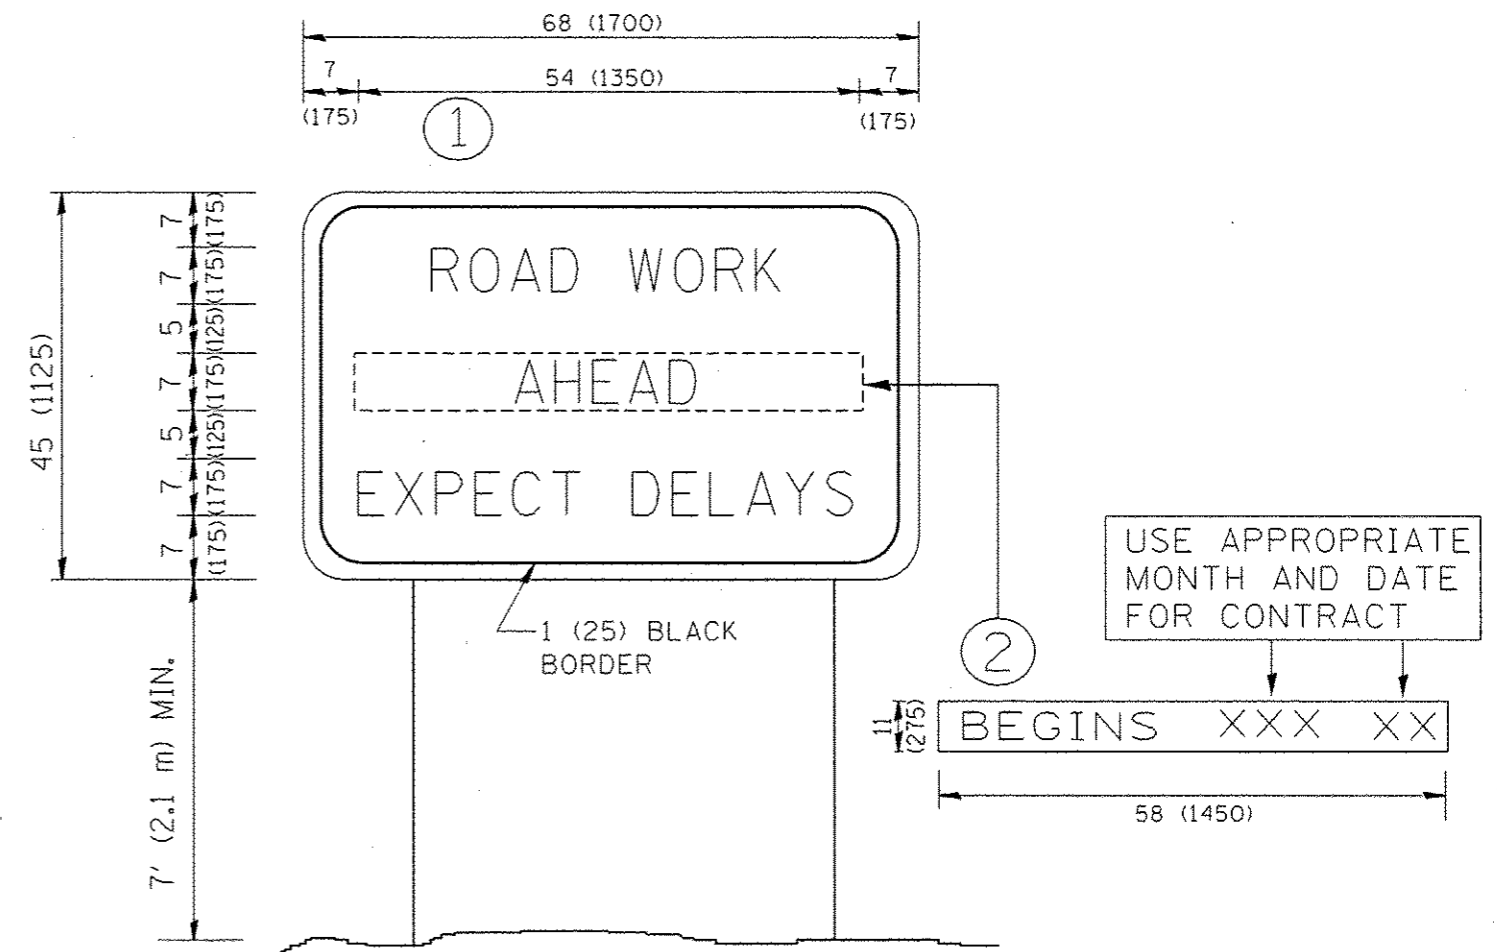 68 (1700)
7
54 (1350)
7
(175)
(175)
1
45 (1125)
7
(175)
7
(175)
5
(125)
7
(175)
5
(125)
7
(175)
7
(175)
ROAD WORK
AHEAD
EXPECT DELAYS
1 (25) BLACK
BORDER
7' (2.1 m) MIN.
2
USE APPROPRIATE
MONTH AND DATE
FOR CONTRACT
11
(275)
BEGINS XXX XX
58 (1450)